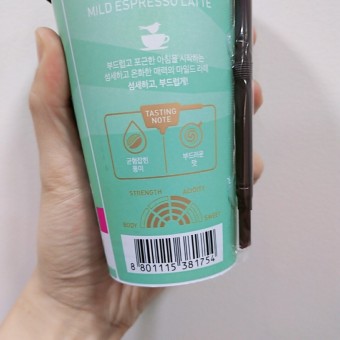 MILD ESPRESSO LATTE
부드럽고 포근한 아침을 시작하는
섬세하고 온화한 매력의 마일드 라떼
섬세하고, 부드럽게!
TASTING
NOTE
균형잡힌
풍미
부드러운
맛
STRENGTH
ACIDITY
BODY
SWEET
8 801115 381754